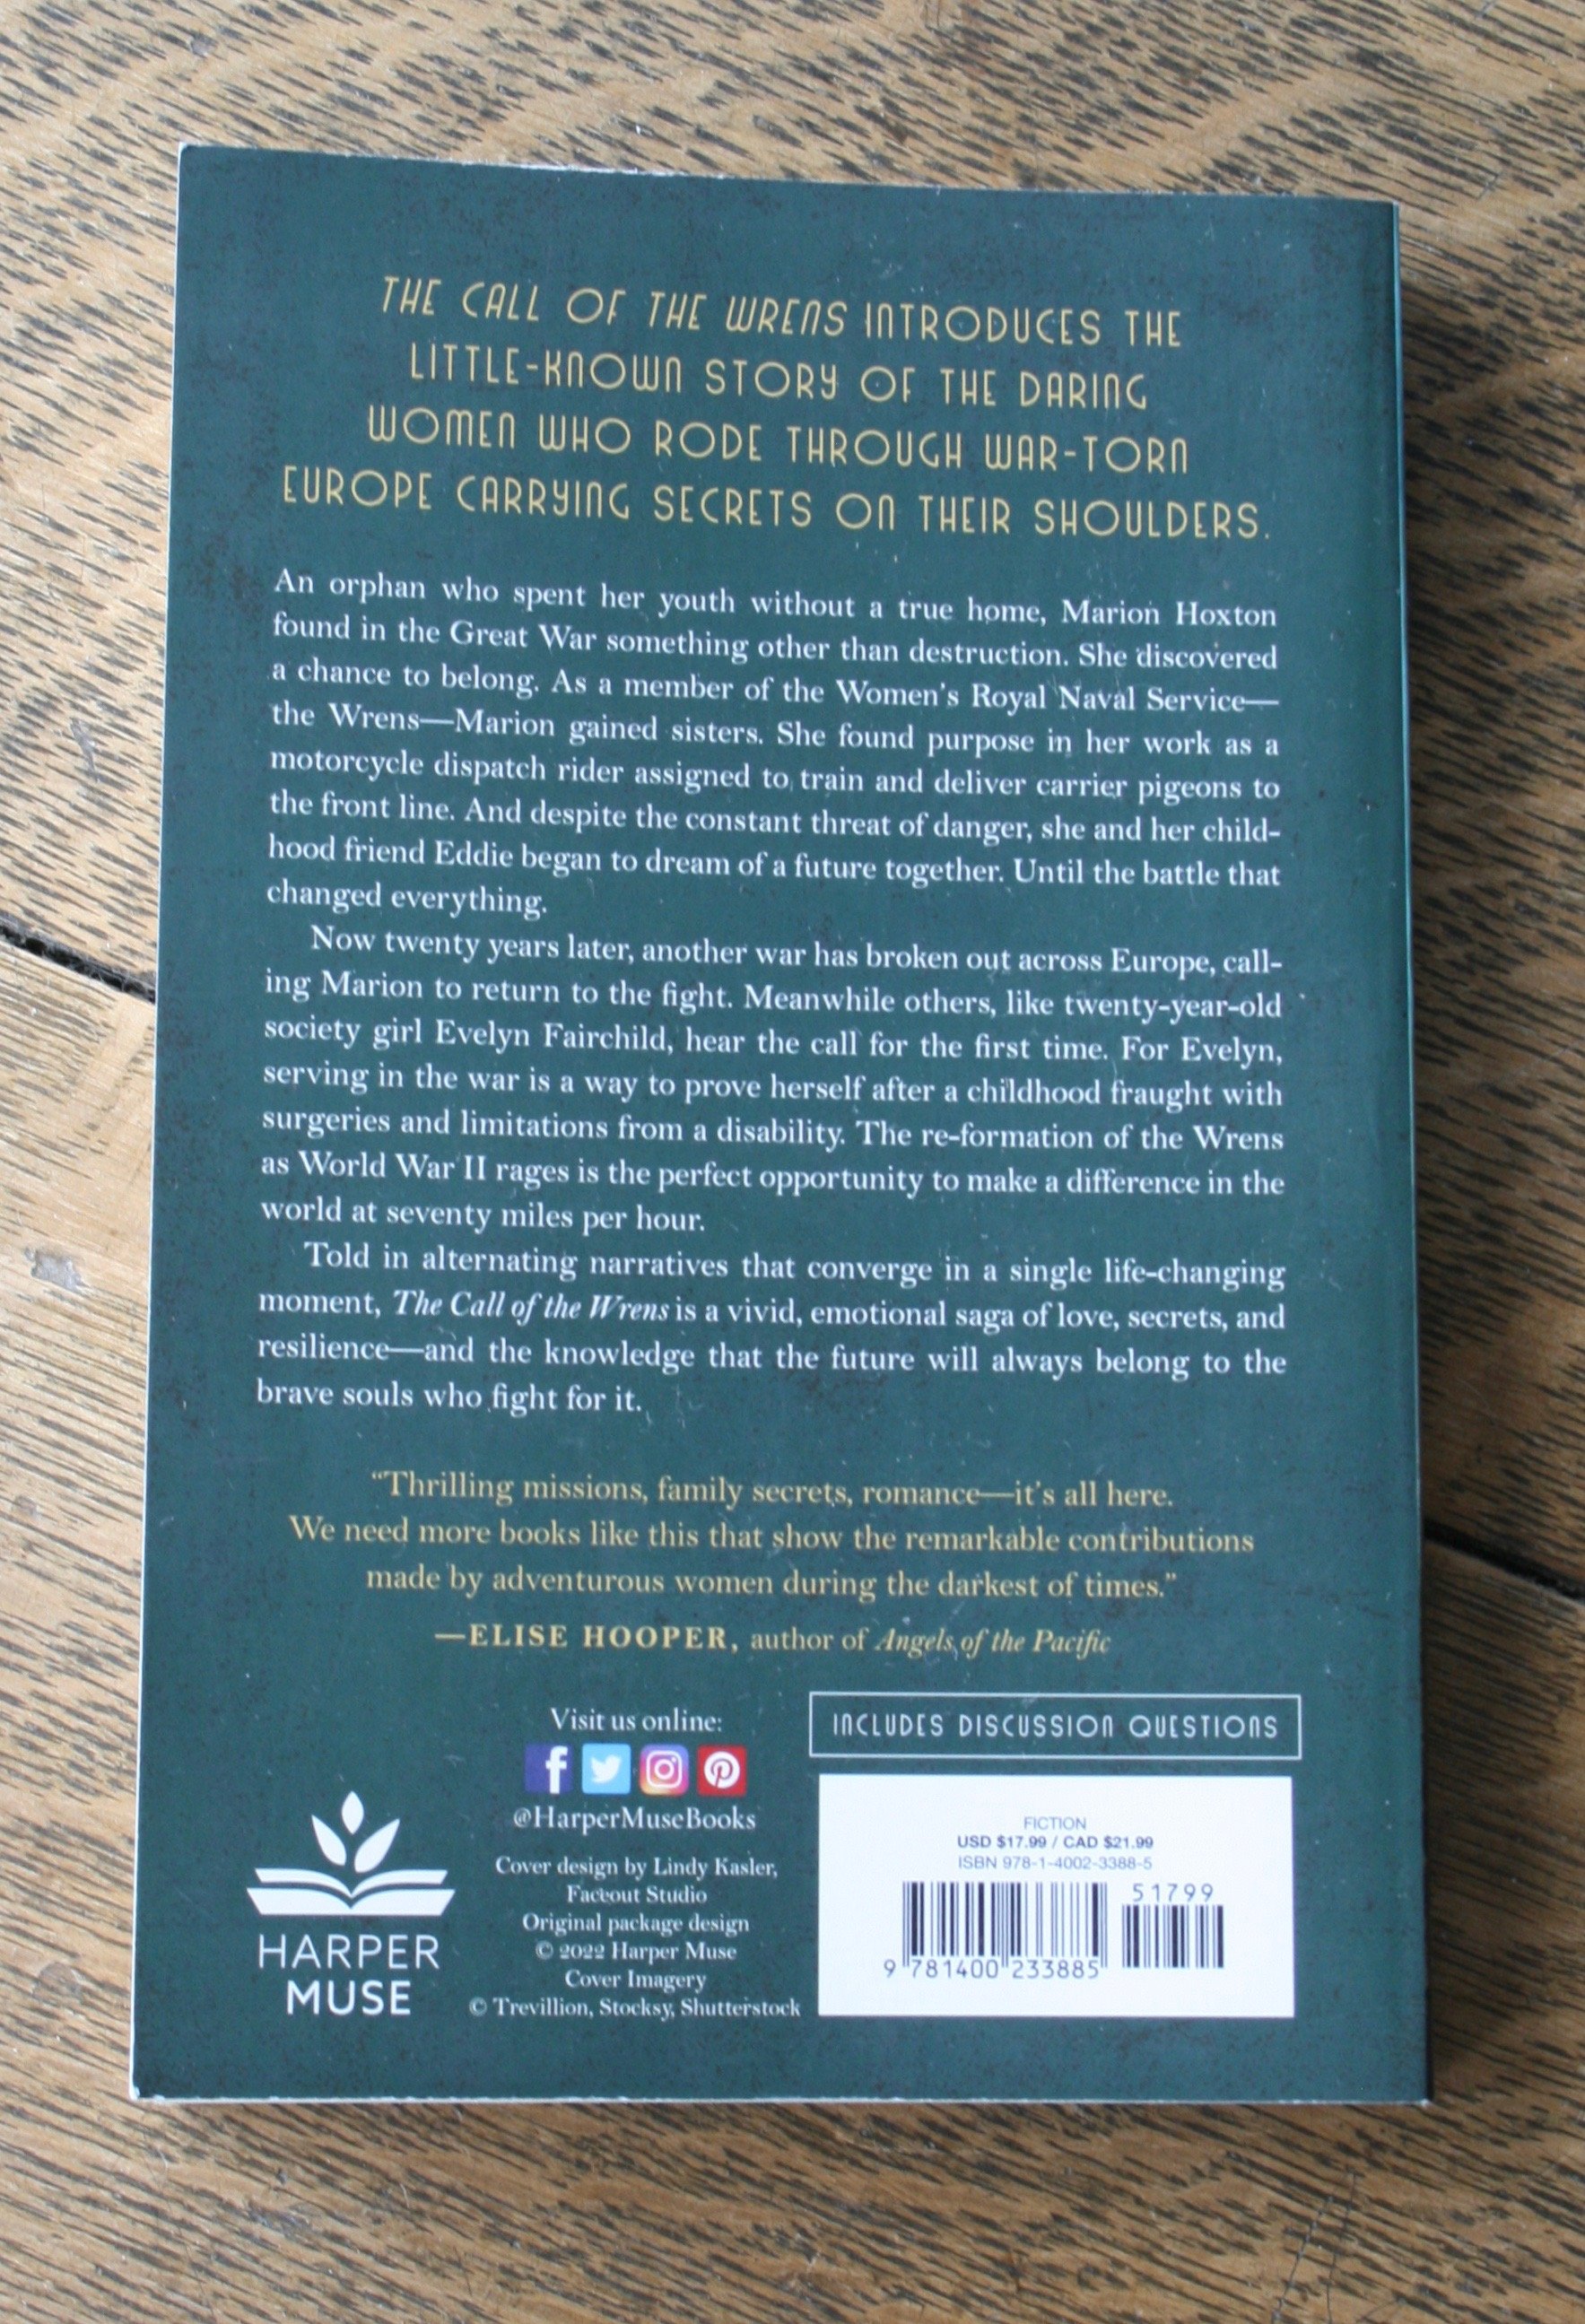 THE CALL OF THE WRENS INTRODUCES THE
LITTLE-KNOWN STORY OF THE DARING
WOMEN WHO RODE THROUGH WAR-TORN
EUROPE CARRYING SECRETS ON THEIR SHOULDERS.
An orphan who spent her youth without a true home, Marion Hoxton
found in the Great War something other than destruction. She discovered
a chance to belong. As a member of the Women's Royal Naval Service—
the Wrens—Marion gained sisters. She found purpose in her work as a
motorcycle dispatch rider assigned to train and deliver carrier pigeons to
the front line. And despite the constant threat of danger, she and her child-
hood friend Eddie began to dream of a future together. Until the battle that
changed everything.
Now twenty years later, another war has broken out across Europe, call-
ing Marion to return to the fight. Meanwhile others, like twenty-year-old
society girl Evelyn Fairchild, hear the call for the first time. For Evelyn,
serving in the war is a way to prove herself after a childhood fraught with
surgeries and limitations from a disability. The re-formation of the Wrens
as World War II rages is the perfect opportunity to make a difference in the
world at seventy miles per hour.
Told in alternating narratives that converge in a single life-changing
moment, The Call of the Wrens is a vivid, emotional saga of love, secrets, and
resilience—and the knowledge that the future will always belong to the
brave souls who fight for it.
“Thrilling missions, family secrets, romance—it's all here.
We need more books like this that show the remarkable contributions
made by adventurous women during the darkest of times.”
—ELISE HOOPER, author of Angels of the Pacific
Visit us online:
@HarperMuseBooks
Cover design by Lindy Kasler,
Faceout Studio
Original package design
© 2022 Harper Muse
Cover Imagery
© Trevillion, Stocksy, Shutterstock
HARPER
MUSE
INCLUDES DISCUSSION QUESTIONS
FICTION
USD $17.99 / CAD $21.99
ISBN 978-1-4002-3388-5
51799
9 781400 233885